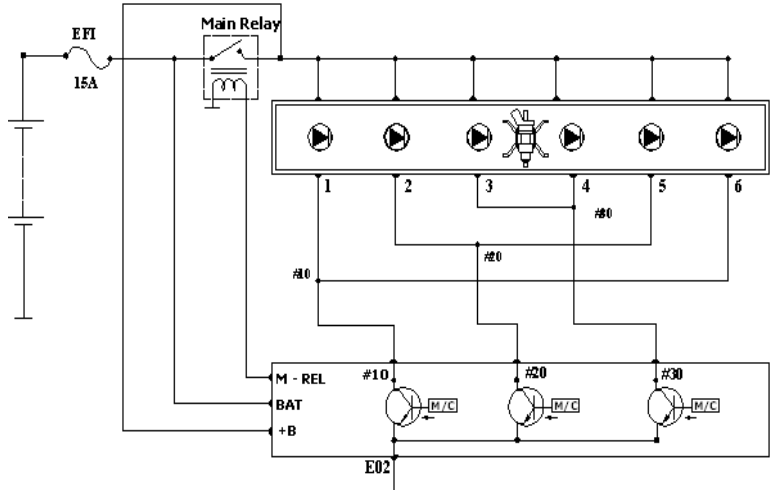 Main Relay
EFI
15A
1 2 3 4 5 6
#30
#20
#10
M - REL
BAT
+B
#10 #20 #30
M/C M/C M/C
E02